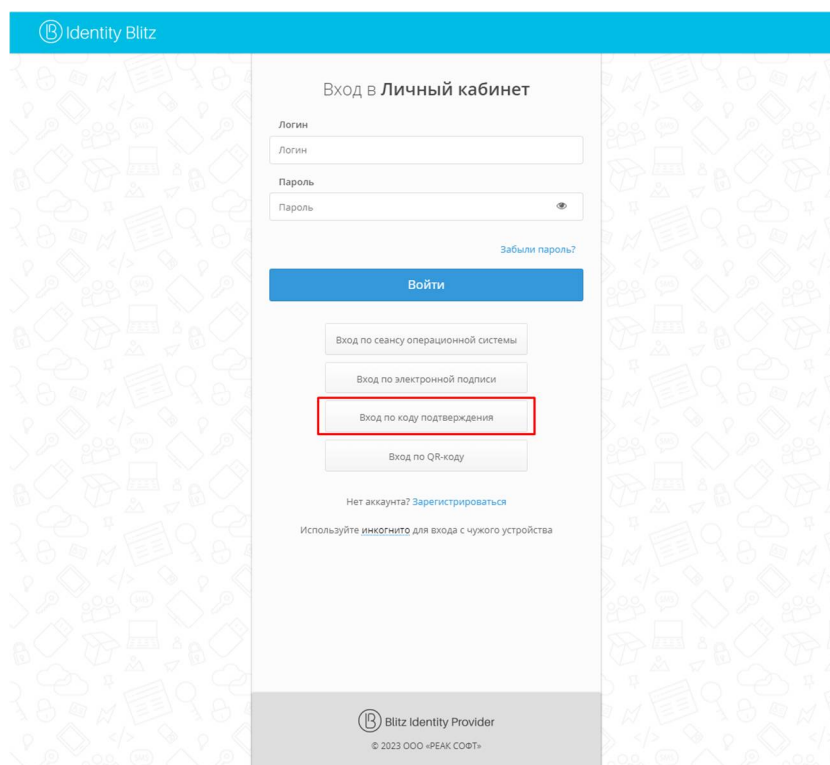 Identity Blitz
Вход в Личный кабинет
Логин
Логин
Пароль
Пароль
Забыли пароль?
Войти
Вход по сеансу операционной системы
Вход по электронной подписи
Вход по коду подтверждения
Вход по QR-коду
Нет аккаунта? Зарегистрироваться
Используйте инкогнито для входа с чужого устройства
Blitz Identity Provider
© 2023 ООО «РЕАК СОФТ»